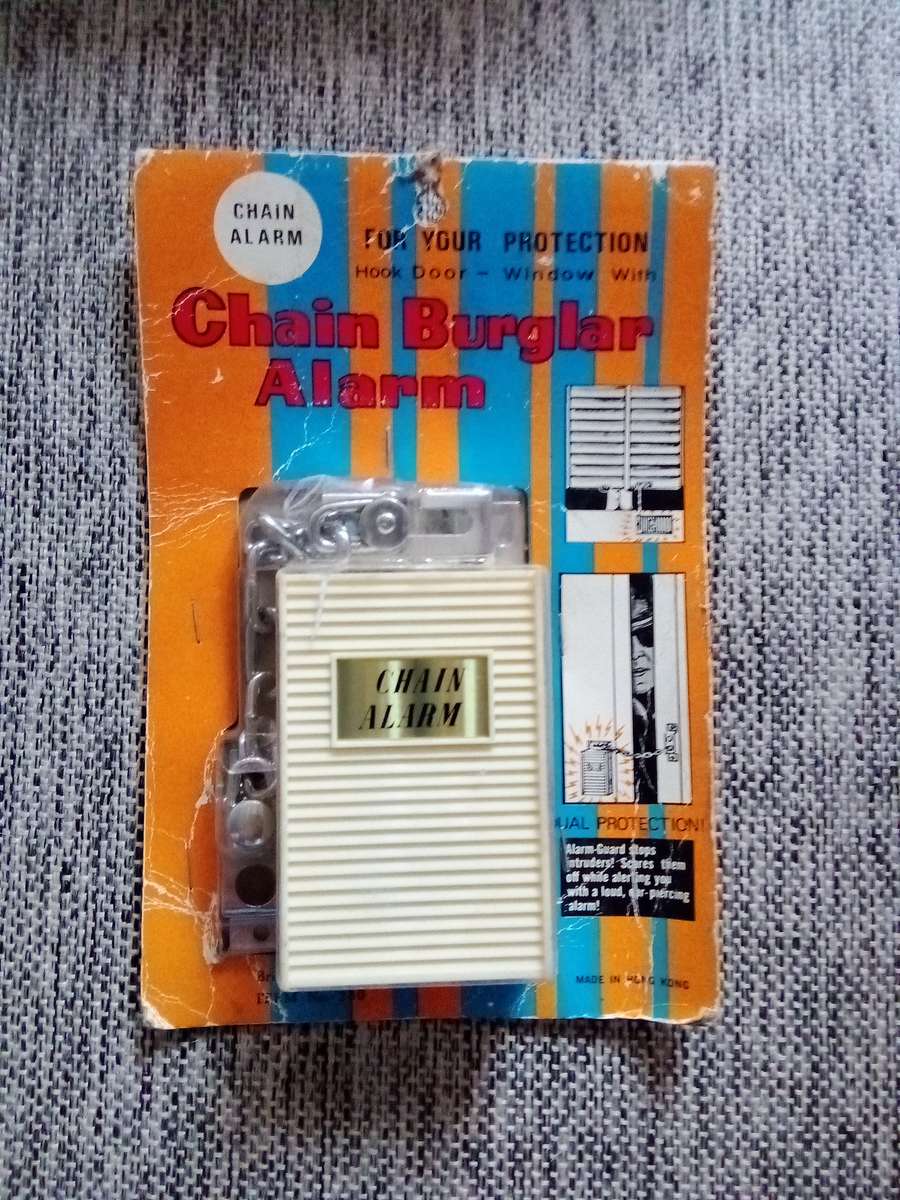 CHAIN
ALARM
FOR YOUR PROTECTION
Hook Door - Window With
Chain Burglar
Alarm
CHAIN
ALARM
DUAL PROTECTION!
Alarm-Guard stops
intruders! Scares them
off while alerting you
with a loud, ear-piercing
alarm!
MADE IN HONG KONG